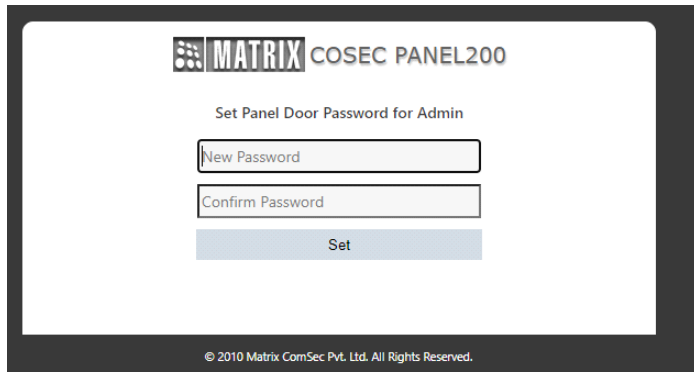 MATRIX COSEC PANEL200
Set Panel Door Password for Admin
New Password
Confirm Password
Set
© 2010 Matrix ComSec Pvt. Ltd. All Rights Reserved.